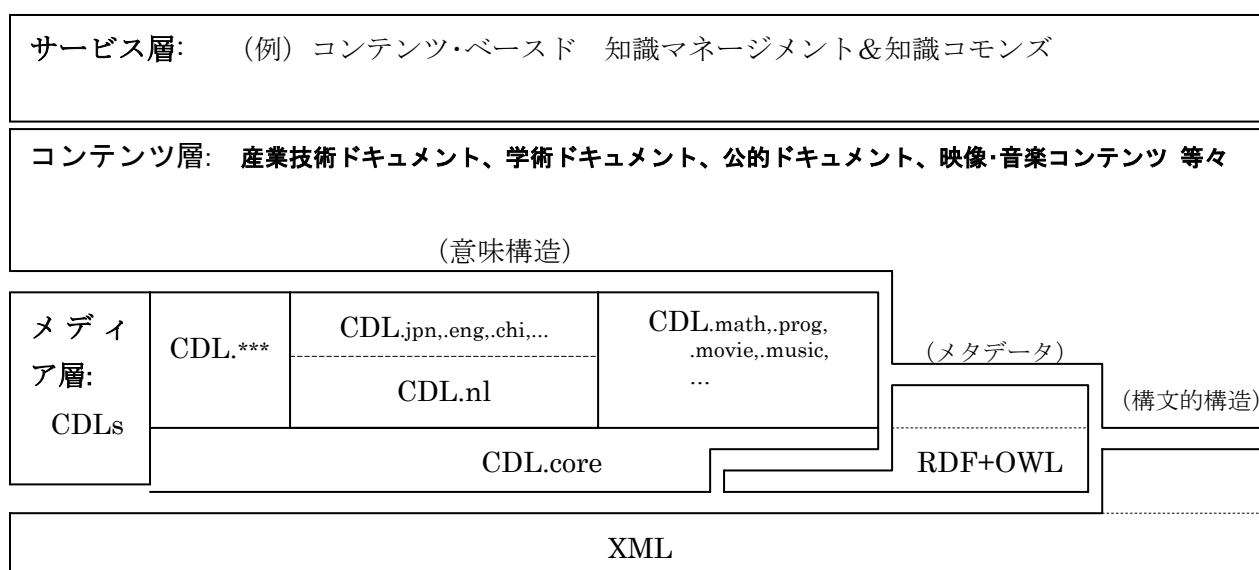 サービス層: （例）コンテンツ・ベースド 知識マネージメント＆知識コモンズ
コンテンツ層: 産業技術ドキュメント、学術ドキュメント、公的ドキュメント、映像・音楽コンテンツ 等々
（意味構造）
メディ
ア層:
CDLs
CDL.***
CDL.jpn,.eng,.chi,...
CDL.nl
CDL.math,.prog,
.movie,.music,
…
（メタデータ）
（構文的構造）
CDL.core
RDF+OWL
XML